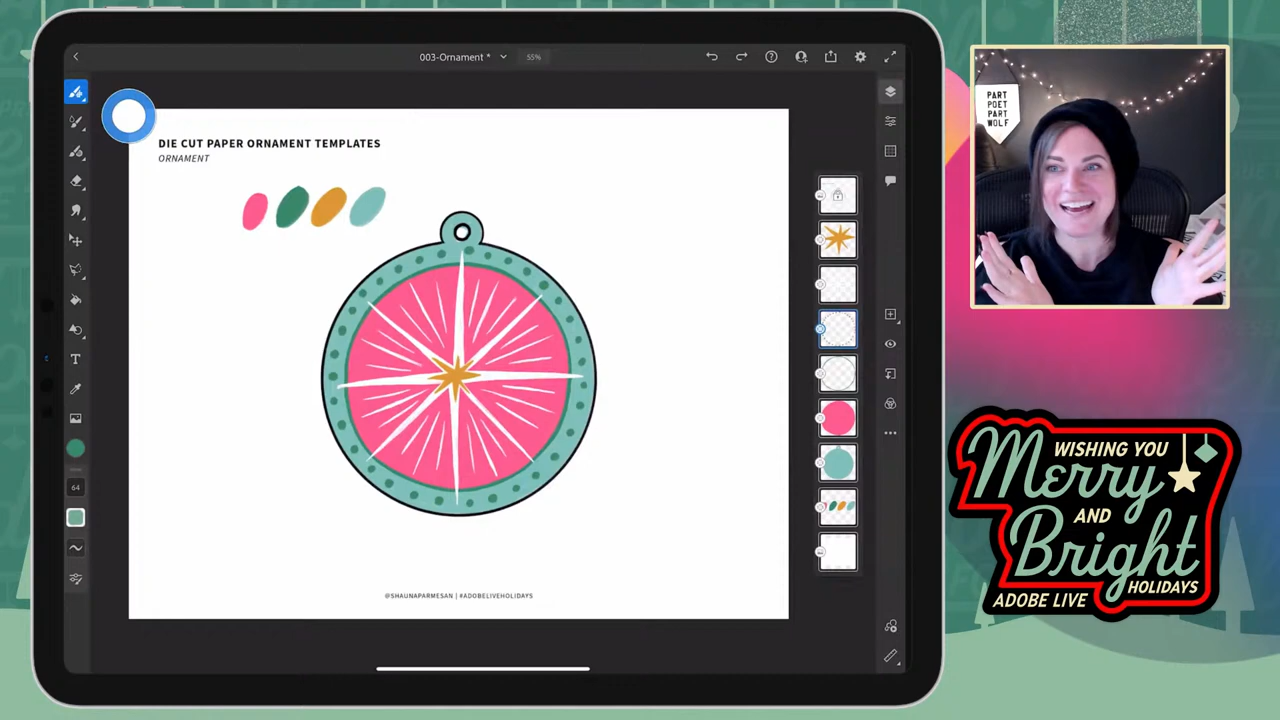 003-Ornament *
55%
DIE CUT PAPER ORNAMENT TEMPLATES
ORNAMENT
T
64
@SHAUNAPARMESAN | #ADOBELIVEHOLIDAYS
PART
POET
PART
WOLF
WISHING YOU
Merry
AND
Bright
HOLIDAYS
ADOBE LIVE